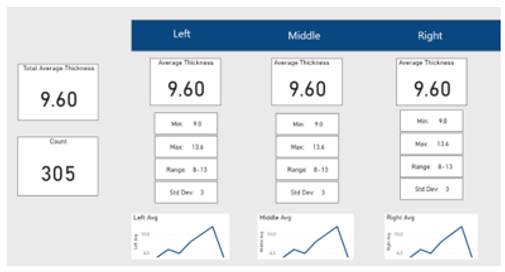 Left
Middle
Right
Total Average Thickness
9.60
Count
305
Average Thickness
9.60
Min: 9.0
Max: 13.6
Range: 8-13
Std Dev: 3
Average Thickness
9.60
Min: 9.0
Max: 13.6
Range: 8-13
Std Dev: 3
Average Thickness
9.60
Min: 9.0
Max: 13.6
Range: 8-13
Std Dev: 3
Left Avg
Left Avg
10.0
9.5
Middle Avg
Middle Avg
10.0
9.5
Right Avg
Right Avg
10.0
9.5